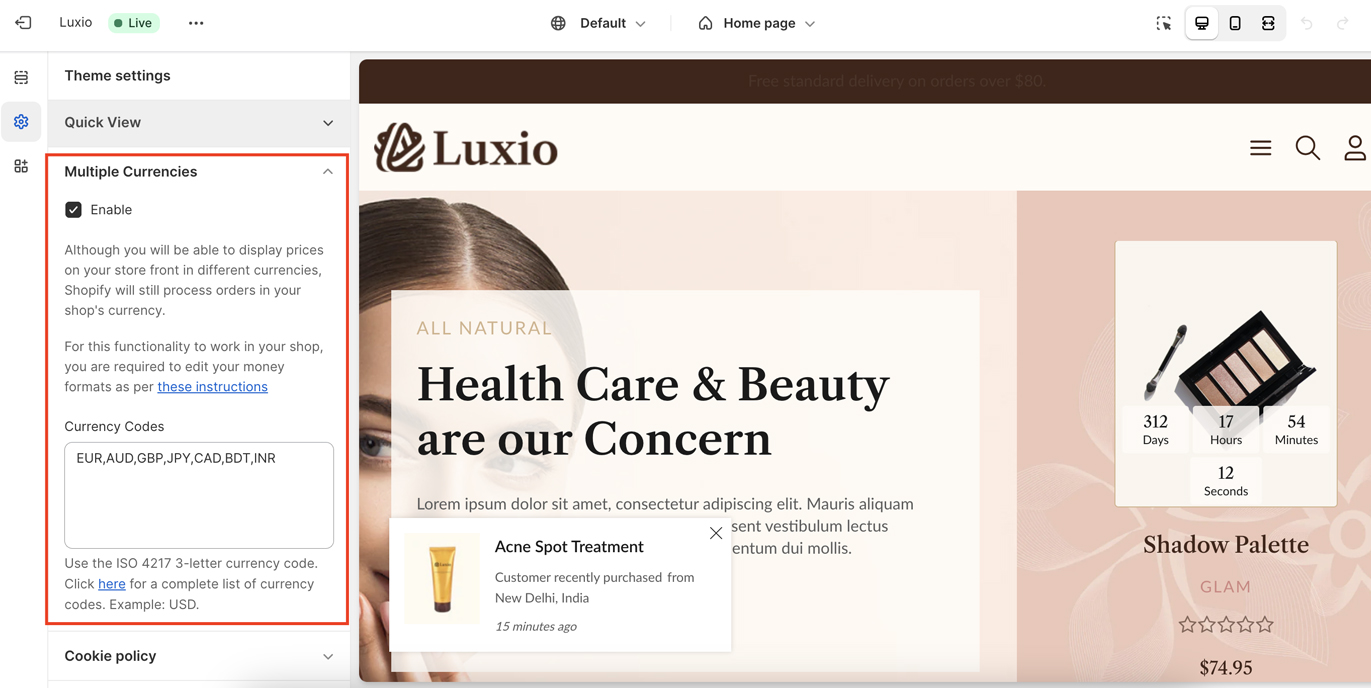 Luxio
Live
Default
Home page
Theme settings
Quick View
Multiple Currencies
Enable
Although you will be able to display prices
on your store front in different currencies,
Shopify will still process orders in your
shop's currency.
For this functionality to work in your shop,
you are required to edit your money
formats as per these instructions
Currency Codes
EUR,AUD,GBP,JPY,CAD,BDT,INR
Use the ISO 4217 3-letter currency code.
Click here for a complete list of currency
codes. Example: USD.
Cookie policy
Free standard delivery on orders over $80.
Luxio
ALL NATURAL
Health Care & Beauty
are our Concern
Lorem ipsum dolor sit amet, consectetur adipiscing elit. Mauris aliquam
sent vestibulum lectus
entum dui mollis.
Acne Spot Treatment
Customer recently purchased from
New Delhi, India
15 minutes ago
312
Days
17
Hours
54
Minutes
12
Seconds
Shadow Palette
GLAM
$74.95